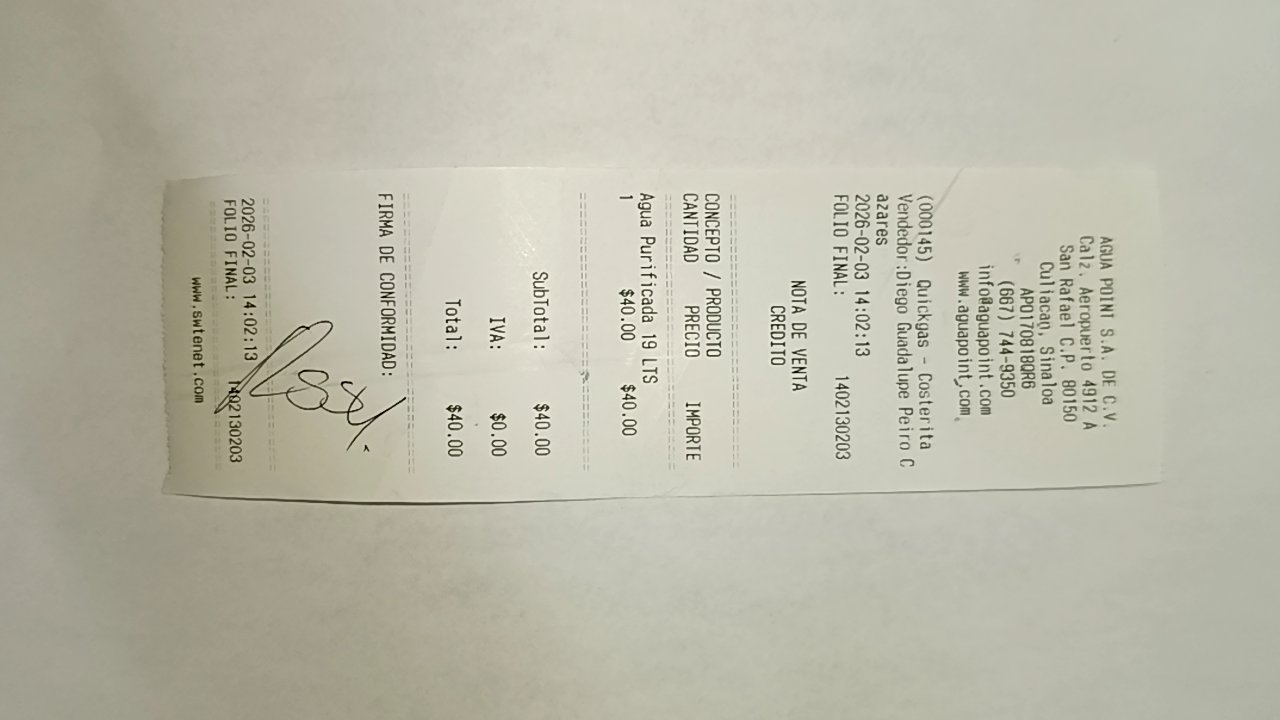 AGUA POINT S.A. DE C.V.
Calz. Aeropuerto 4912 A
San Rafael C.P. 80150
Culiacan, Sinaloa
APO170818QR6
(667) 744-9350
info@aguapoint.com
www.aguapoint.com
(000145) Quickgas - Costerita
Vendedor:Diego Guadalupe Peiro C
azares
2026-02-03 14:02:13
FOLIO FINAL: 1402130203
NOTA DE VENTA
CREDITO
CONCEPTO / PRODUCTO
CANTIDAD PRECIO IMPORTE
Agua Purificada 19 LTS
1 $40.00 $40.00
SubTotal: $40.00
IVA: $0.00
Total: $40.00
FIRMA DE CONFORMIDAD:
2026-02-03 14:02:13
FOLIO FINAL: 1402130203
www.swtenet.com